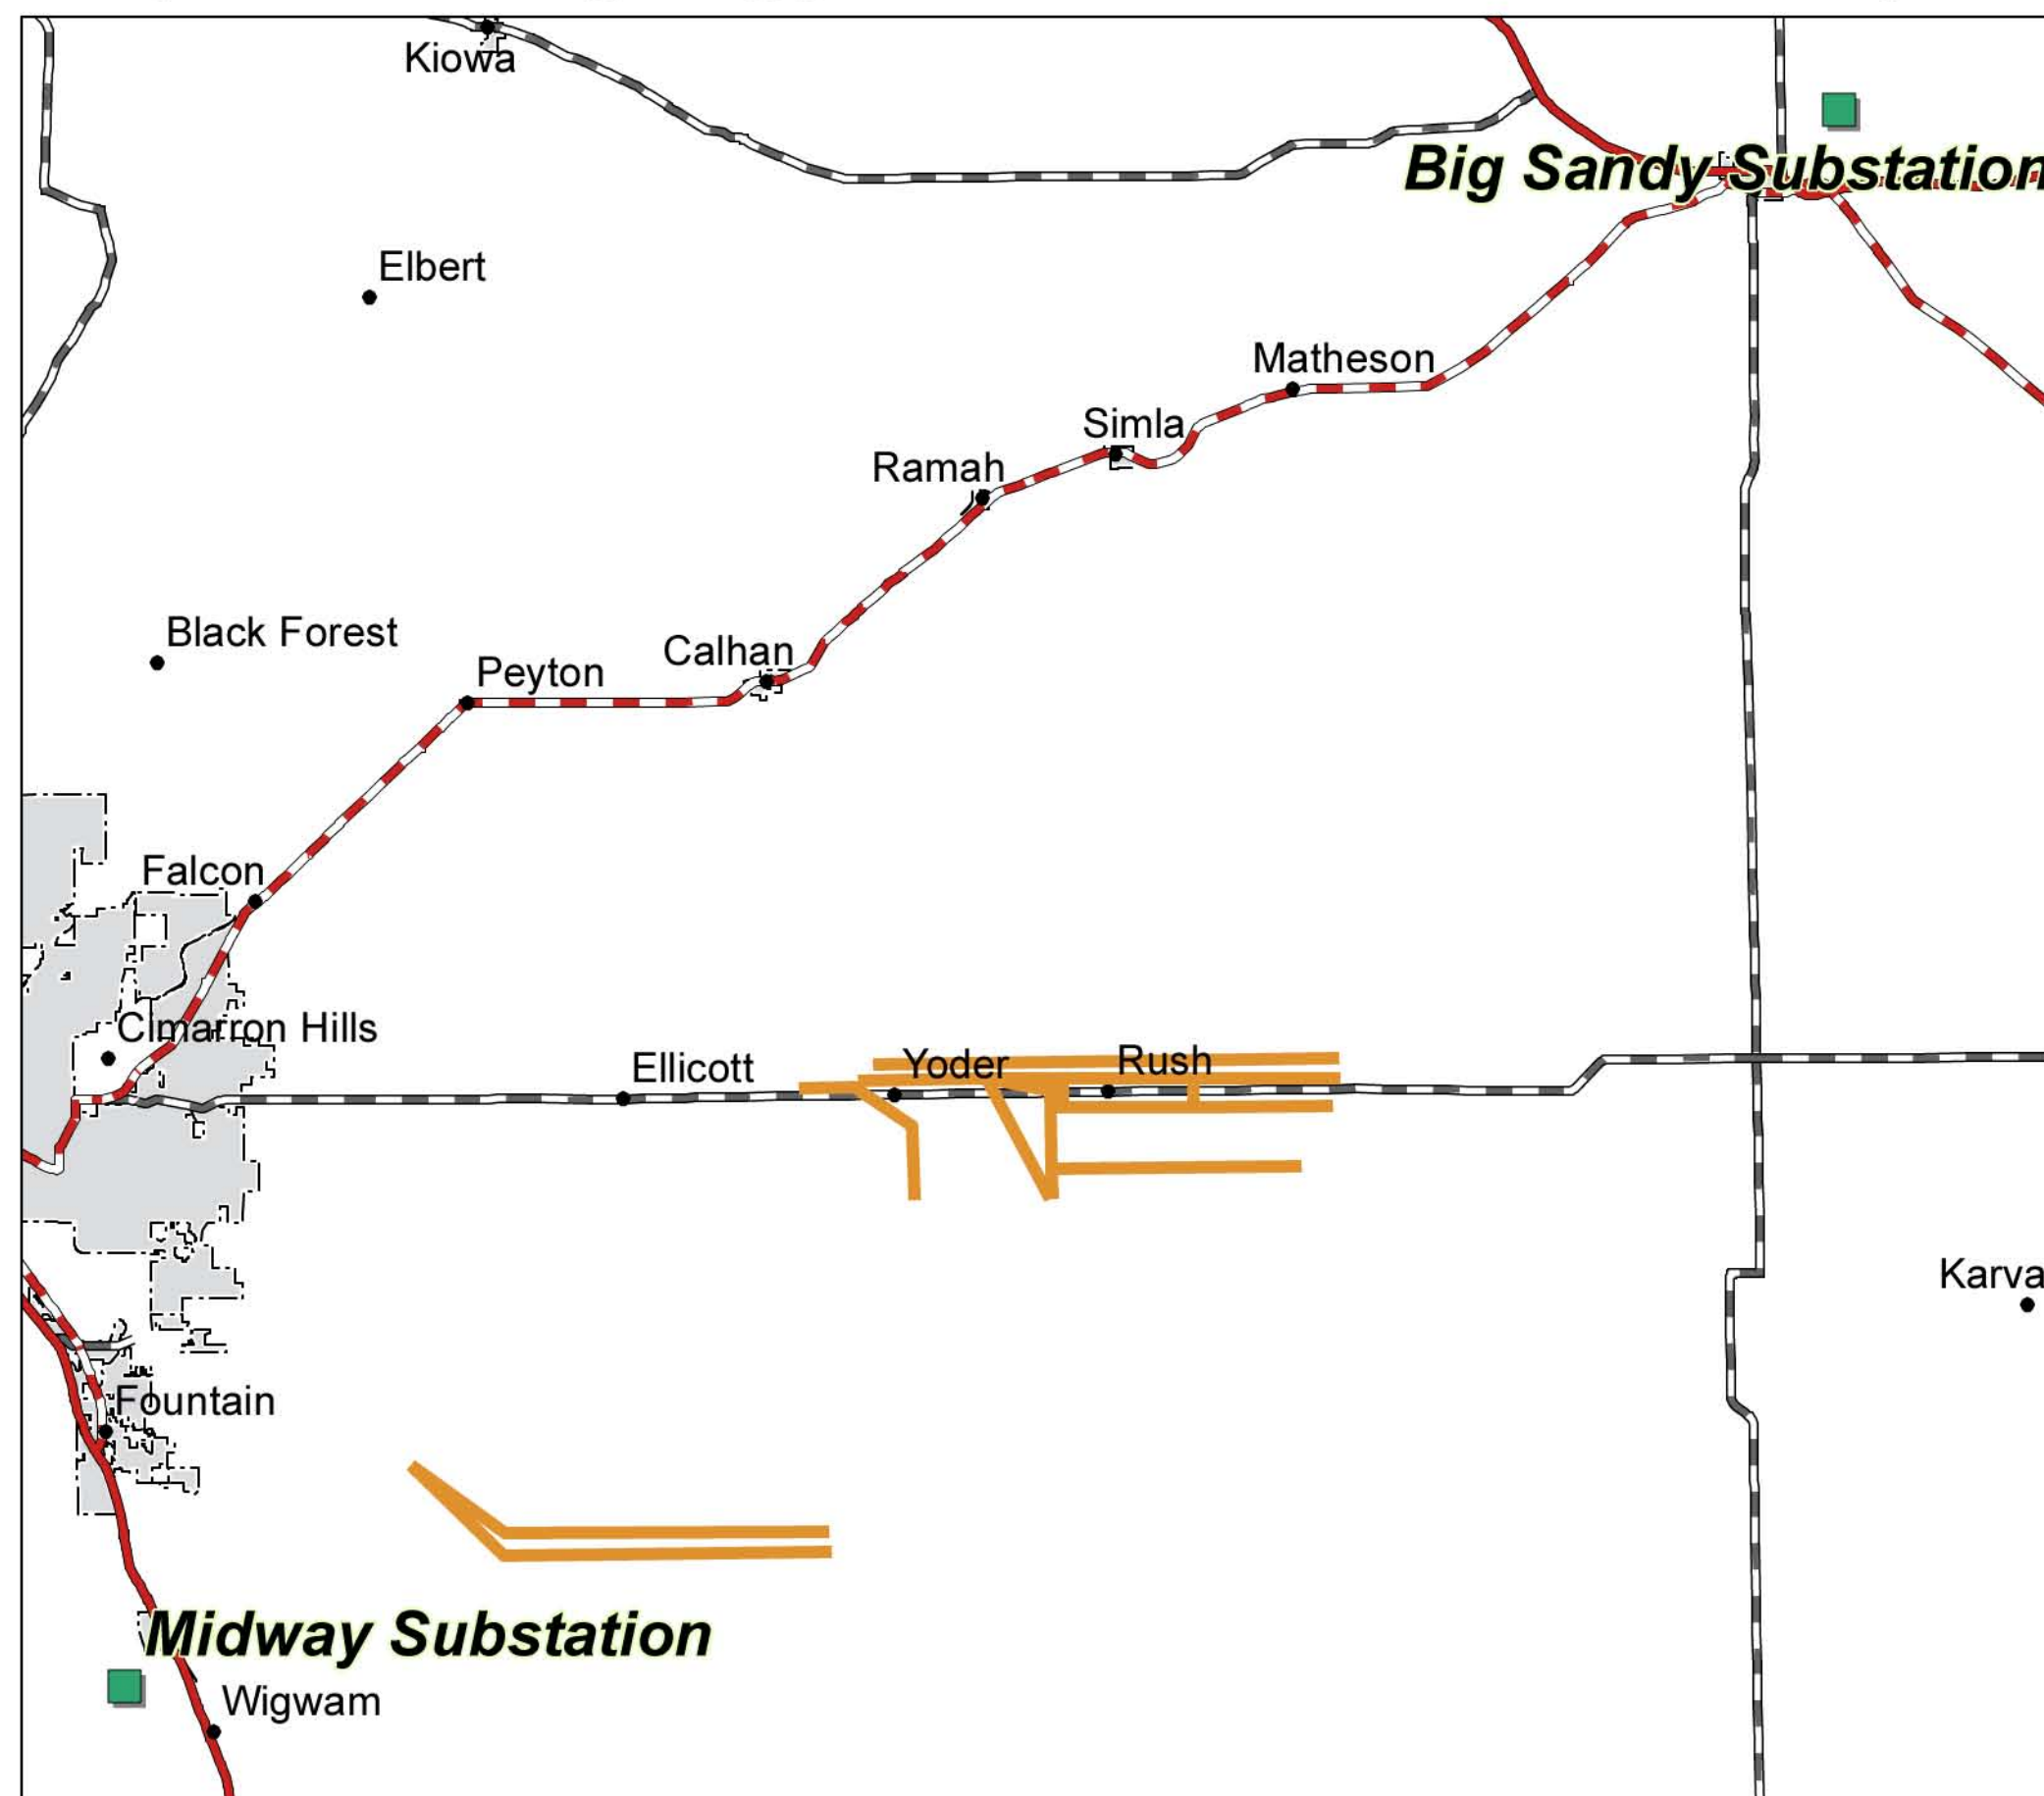 Kiowa
Big Sandy Substation
Elbert
Matheson
Simla
Ramah
Black Forest
Calhan
Peyton
Falcon
Cimarron Hills
Ellicott
Yoder
Rush
Karva
Fountain
Midway Substation
Wigwam